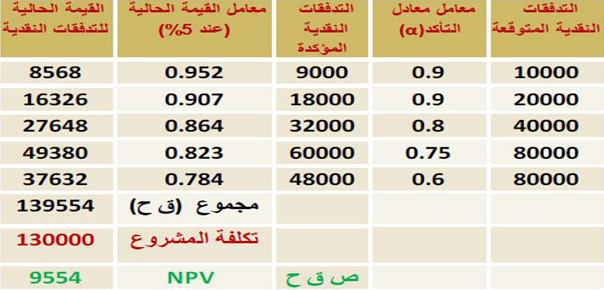 التدفقات النقدية المتوقعة	معامل معادل التأكد(α)	التدفقات النقدية المؤكدة	معامل القيمة الحالية (عند 5%)	القيمة الحالية للتدفقات النقدية
10000	0.9	9000	0.952	8568
20000	0.9	18000	0.907	16326
40000	0.8	32000	0.864	27648
80000	0.75	60000	0.823	49380
80000	0.6	48000	0.784	37632
مجموع (ق ح)	139554
تكلفة المشروع	130000
ص ق ح	NPV	9554